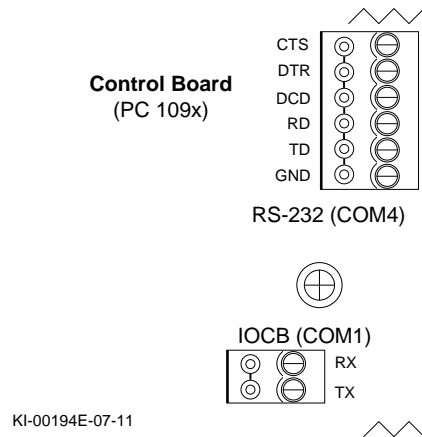 CTS
DTR
Control Board
DCD
(PC 109x)
RD
TD
GND
RS-232 (COM4)
IOCB (COM1)
RX
TX
KI-00194E-07-11